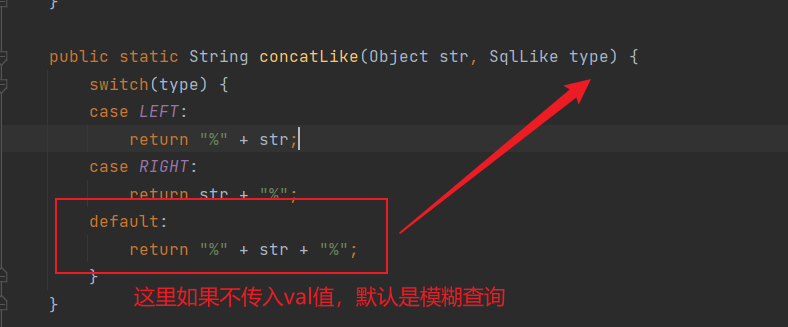 }
public static String concatLike(Object str, SqlLike type) {
switch(type) {
case LEFT:
return "%" + str;
case RIGHT:
return str + "%";
default:
return "%" + str + "%";
}
这里如果不传入val值，默认是模糊查询
}